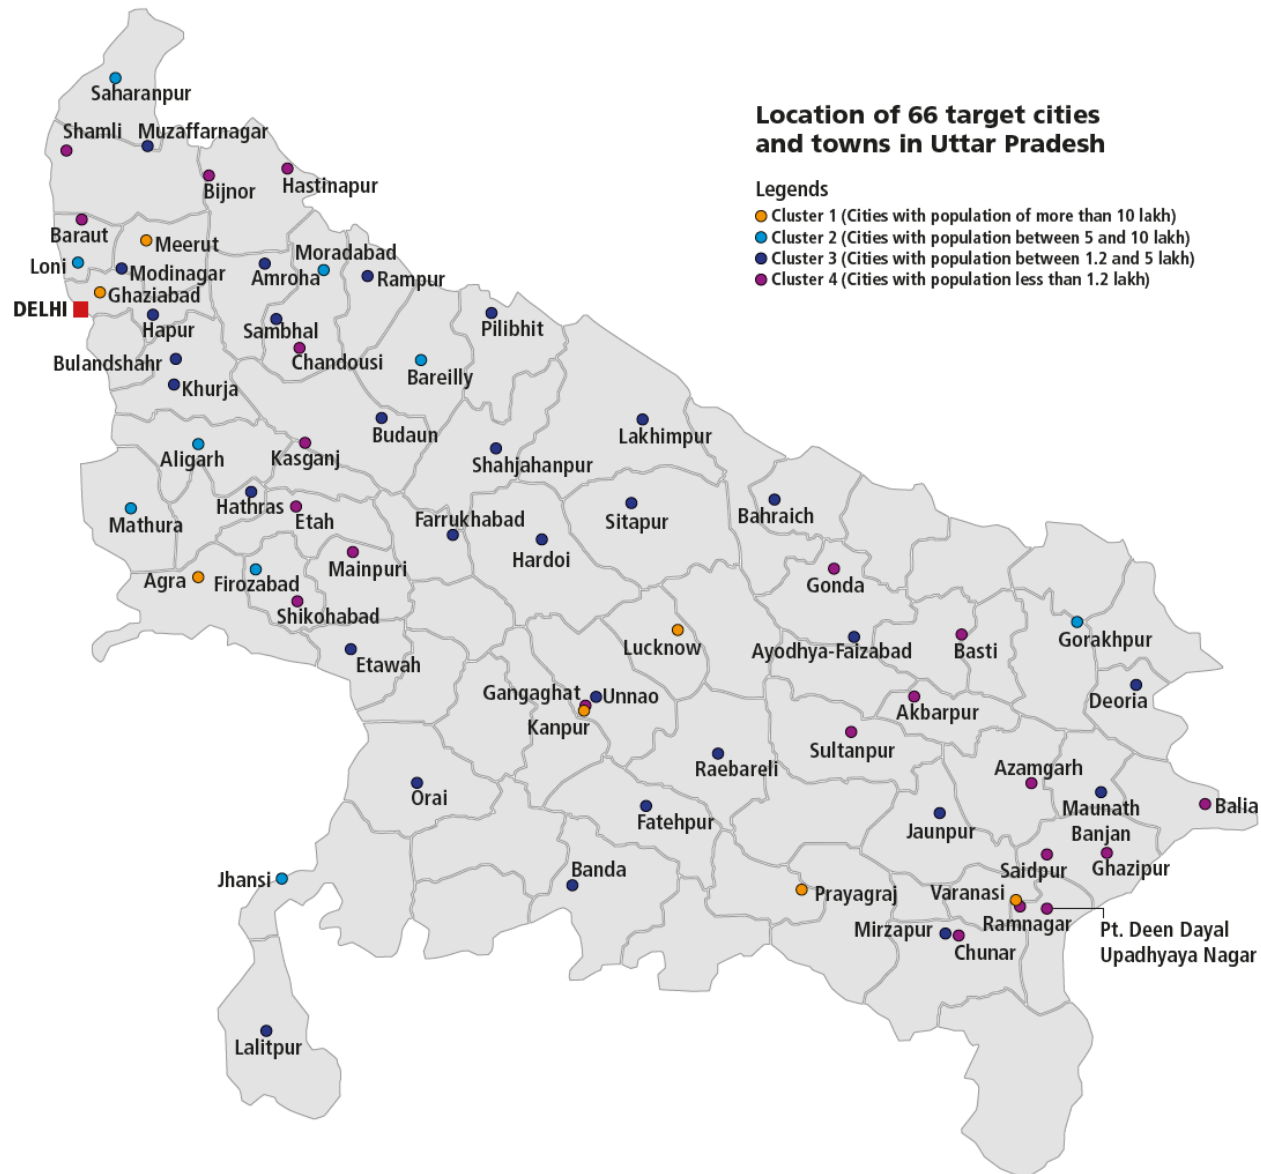 Location of 66 target cities
and towns in Uttar Pradesh
Legends
Cluster 1 (Cities with population of more than 10 lakh)
Cluster 2 (Cities with population between 5 and 10 lakh)
Cluster 3 (Cities with population between 1.2 and 5 lakh)
Cluster 4 (Cities with population less than 1.2 lakh)
Saharanpur
Shamli
Muzaffarnagar
Bijnor
Hastinapur
Baraut
Meerut
Loni
Modinagar
Moradabad
Amroha
Rampur
Ghaziabad
DELHI
Hapur
Sambhal
Pilibhit
Bulandshahr
Chandousi
Khurja
Bareilly
Budaun
Lakhimpur
Aligarh
Kasganj
Shahjahanpur
Hathras
Etah
Mathura
Farrukhabad
Sitapur
Bahraich
Hardoi
Mainpuri
Agra
Firozabad
Gonda
Shikohabad
Etawah
Lucknow
Ayodhya-Faizabad
Basti
Gorakhpur
Gangaghat
Unnao
Kanpur
Akbarpur
Deoria
Sultanpur
Raebareli
Azamgarh
Orai
Maunath
Banjan
Balia
Fatehpur
Jaunpur
Saidpur
Ghazipur
Jhansi
Banda
Prayagraj
Varanasi
Ramnagar
Mirzapur
Chunar
Pt. Deen Dayal
Upadhyaya Nagar
Lalitpur